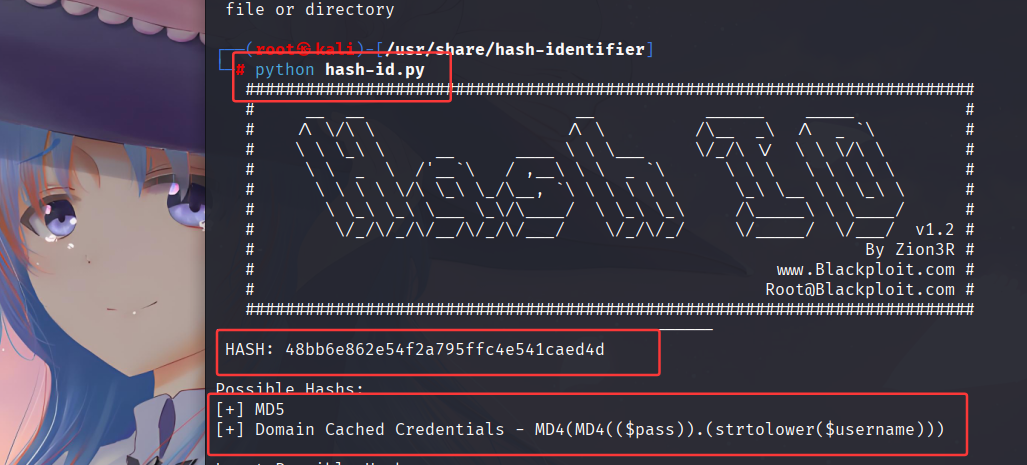 file or directory
(root㉿kali)-[/usr/share/hash-identifier]
# python hash-id.py
#########################################################################
v1.2 #
# By Zion3R #
# www.Blackploit.com #
# Root@Blackploit.com #
#########################################################################
HASH: 48bb6e862e54f2a795ffc4e541caed4d
Possible Hashs:
[+] MD5
[+] Domain Cached Credentials - MD4(MD4(($pass)).(strtolower($username)))